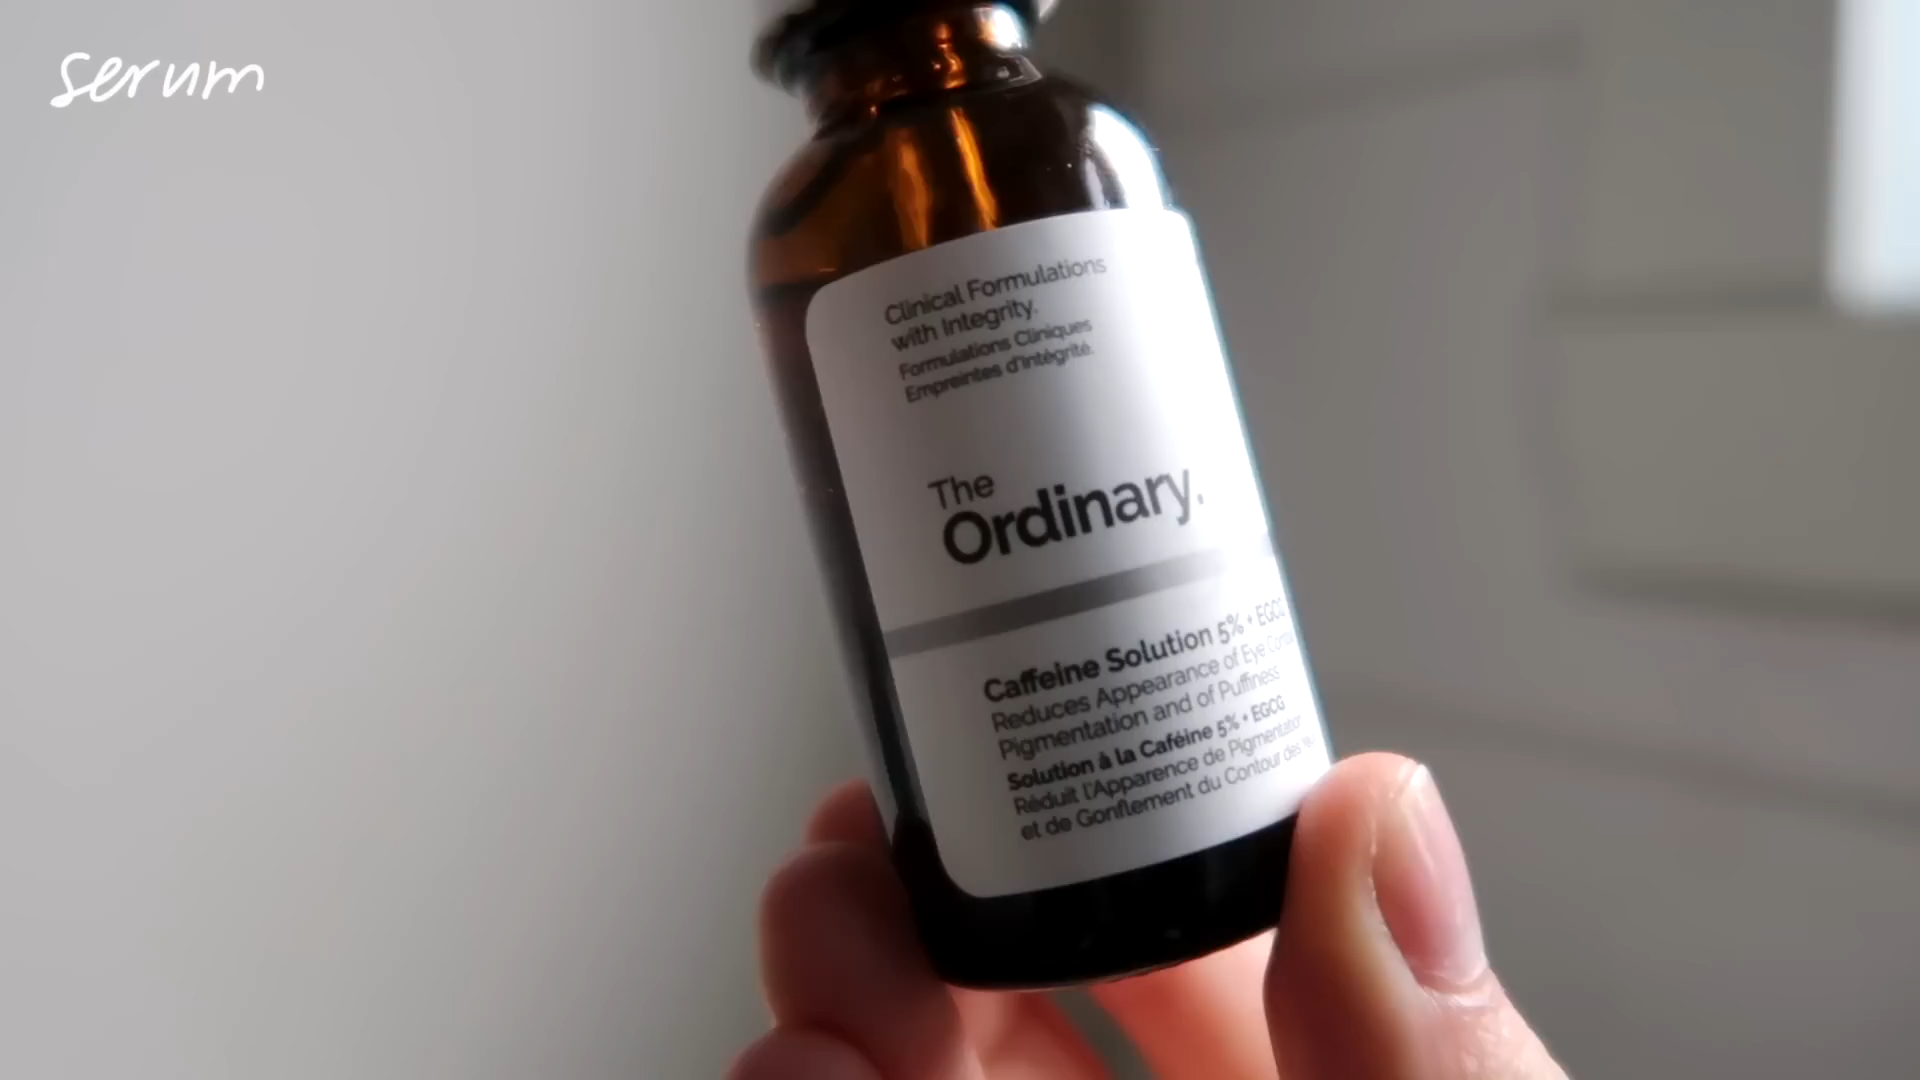 serum
Clinical Formulations
with Integrity.
Formulations Cliniques
Empreintes d'Intégrité.
The
Ordinary.
Caffeine Solution 5% + EGCG
Reduces Appearance of Eye
Pigmentation and of Puffiness
Solution à la Caféine 5% + EGCG
Réduit l'Apparence de Pigmentation
et de Gonflement du Contour des